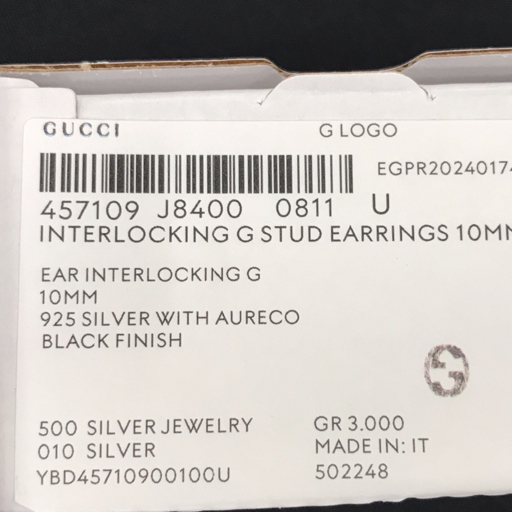 GUCCI G LOGO
EGPR2024017
457109 J8400 0811 U
INTERLOCKING G STUD EARRINGS 10M
EAR INTERLOCKING G
10MM
925 SILVER WITH AURECO
BLACK FINISH
500 SILVER JEWELRY GR 3.000
010 SILVER MADE IN: IT
YBD45710900100U 502248